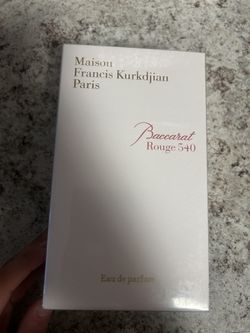 Maison
Francis Kurkdjian
Paris
Baccarat
Rouge 540
Eau de parfum